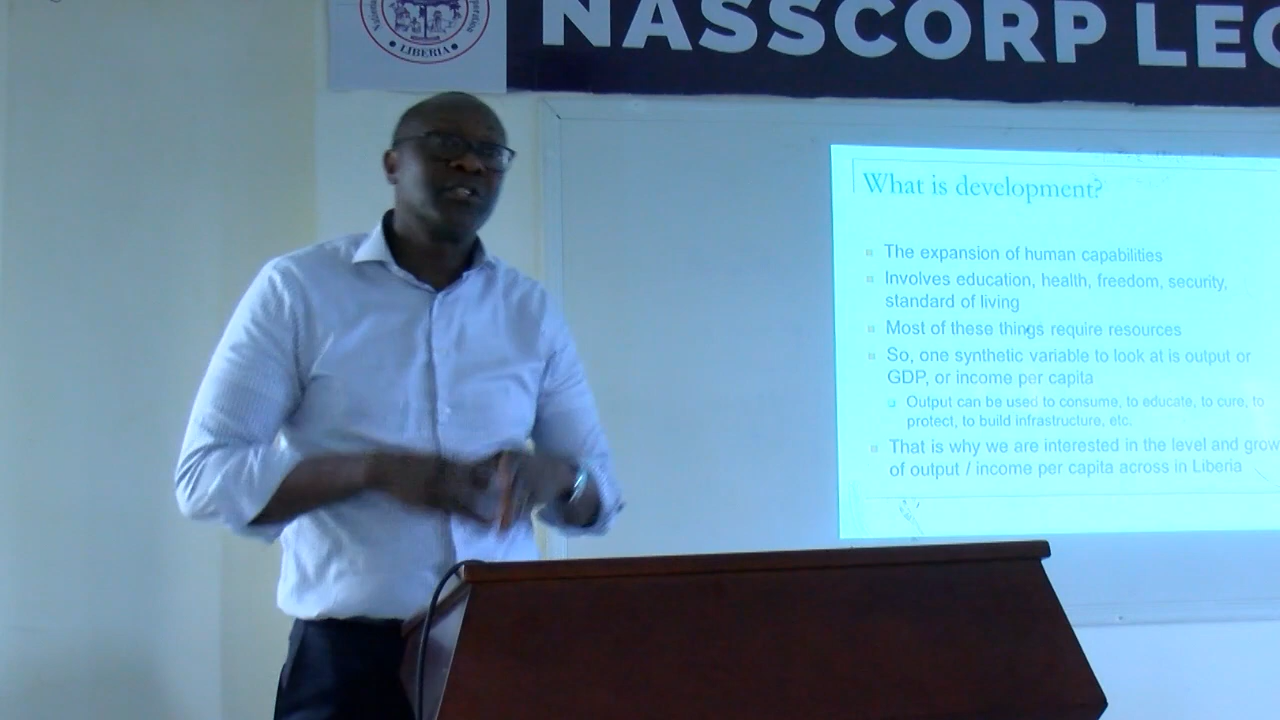 LIBERIA
NASSCORP LEC
What is development?
The expansion of human capabilities
Involves education, health, freedom, security,
standard of living
Most of these things require resources
So, one synthetic variable to look at is output or
GDP, or income per capita
Output can be used to consume, to educate, to cure, to
protect, to build infrastructure, etc.
That is why we are interested in the level and grow
of output / income per capita across in Liberia